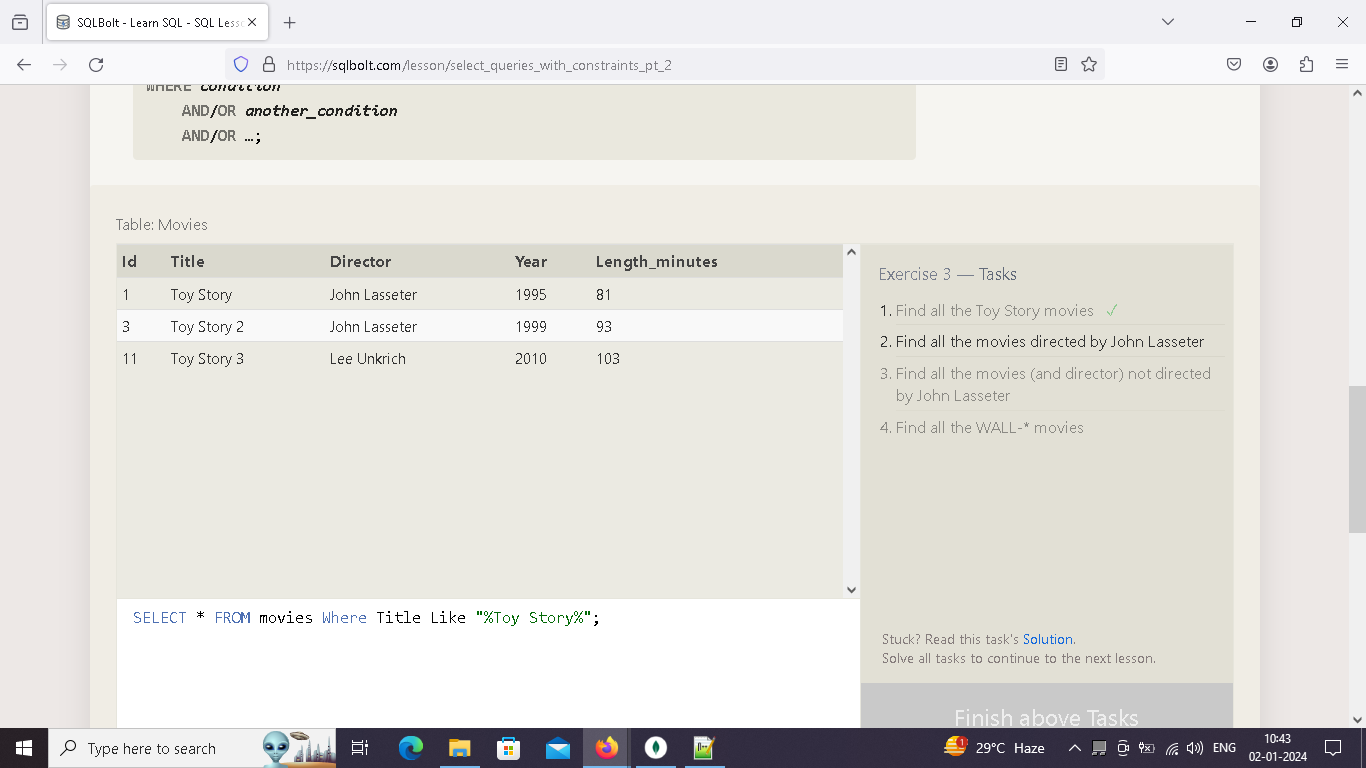 SQLBolt - Learn SQL - SQL Less
https://sqlbolt.com/lesson/select_queries_with_constraints_pt_2
WHERE condition
AND/OR another_condition
AND/OR …;
Table: Movies
Id Title Director Year Length_minutes
1 Toy Story John Lasseter 1995 81
3 Toy Story 2 John Lasseter 1999 93
11 Toy Story 3 Lee Unkrich 2010 103
Exercise 3 — Tasks
1. Find all the Toy Story movies ✓
2. Find all the movies directed by John Lasseter
3. Find all the movies (and director) not directed
by John Lasseter
4. Find all the WALL-* movies
Stuck? Read this task's Solution.
Solve all tasks to continue to the next lesson.
Finish above Tasks
SELECT * FROM movies Where Title Like "%Toy Story%";
Type here to search
1
29°C Haze
ENG
10:43
02-01-2024